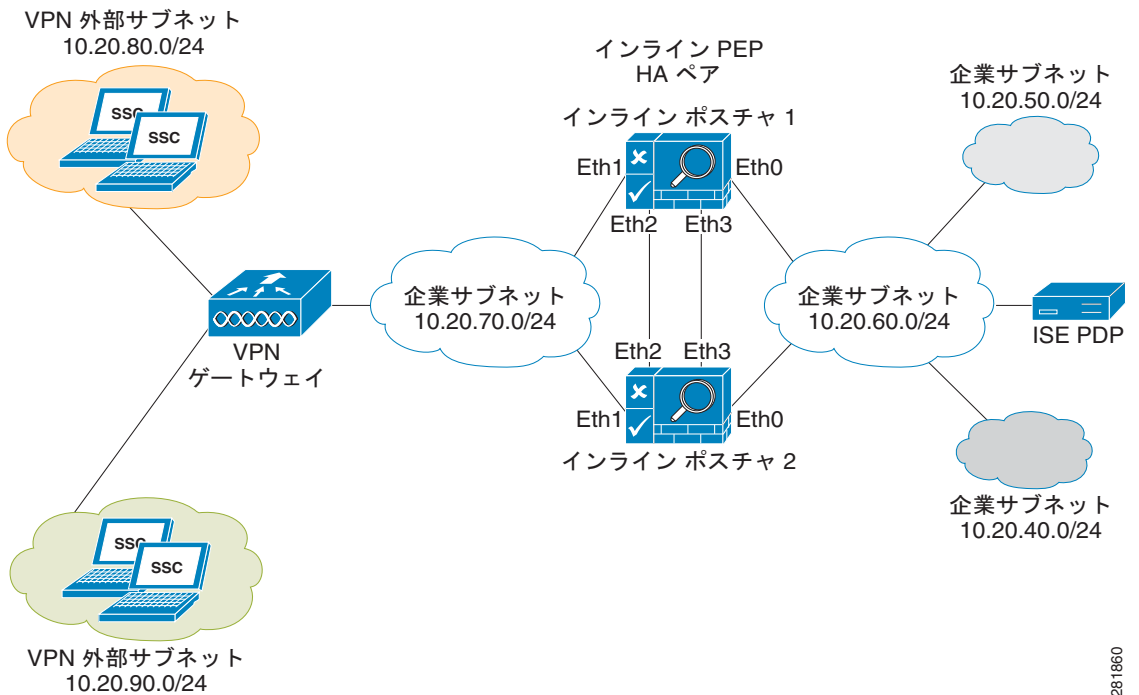 VPN 外部サブネット
10.20.80.0/24
SSC
SSC
インライン PEP
HA ペア
インライン ポスチャ 1
Eth1
Eth0
Eth2
Eth3
企業サブネット
10.20.50.0/24
VPN
ゲートウェイ
企業サブネット
10.20.70.0/24
企業サブネット
10.20.60.0/24
ISE PDP
Eth2
Eth3
Eth1
Eth0
インライン ポスチャ 2
企業サブネット
10.20.40.0/24
SSC
SSC
VPN 外部サブネット
10.20.90.0/24
281860